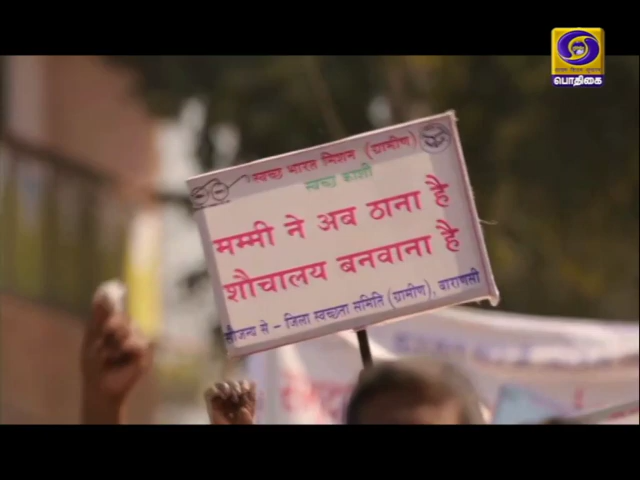 பொதிகை
स्वच्छ भारत मिशन (ग्रामीण)
स्वच्छ काशी
मम्मी ने अब ठाना है
शौचालय बनवाना है
सौजन्य से - जिला स्वच्छता समिति (ग्रामीण), वाराणसी